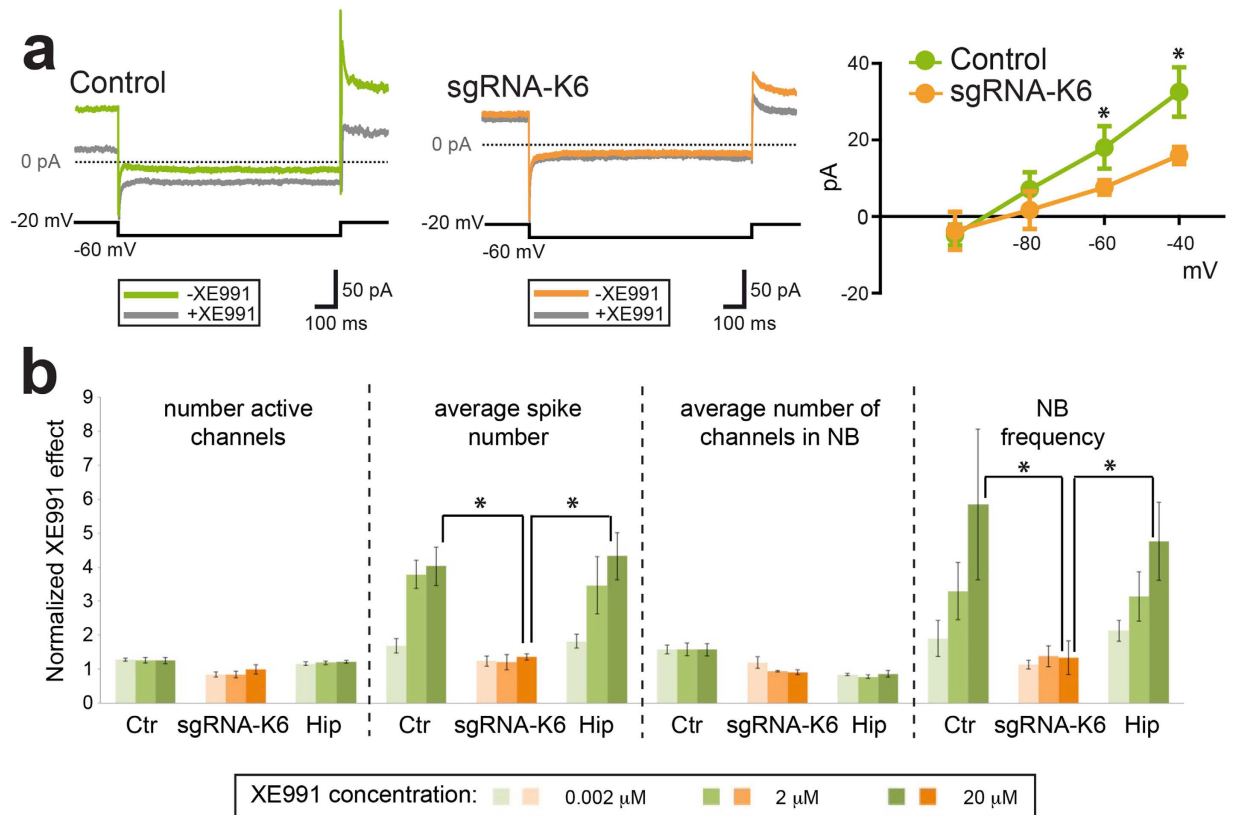 a
Control
0 pA
-20 mV
-60 mV
-XE991
+XE991
50 pA
100 ms
sgRNA-K6
0 pA
-20 mV
-60 mV
-XE991
+XE991
50 pA
100 ms
Control
sgRNA-K6
pA
40
20
0
-20
-80
-60
-40
mV
*
*
b
Normalized XE991 effect
9
8
7
6
5
4
3
2
1
0
number active
channels
average spike
number
average number of
channels in NB
NB
frequency
*
*
*
*
Ctr sgRNA-K6 Hip
Ctr sgRNA-K6 Hip
Ctr sgRNA-K6 Hip
Ctr sgRNA-K6 Hip
XE991 concentration: 0.002 μM 2 μM 20 μM